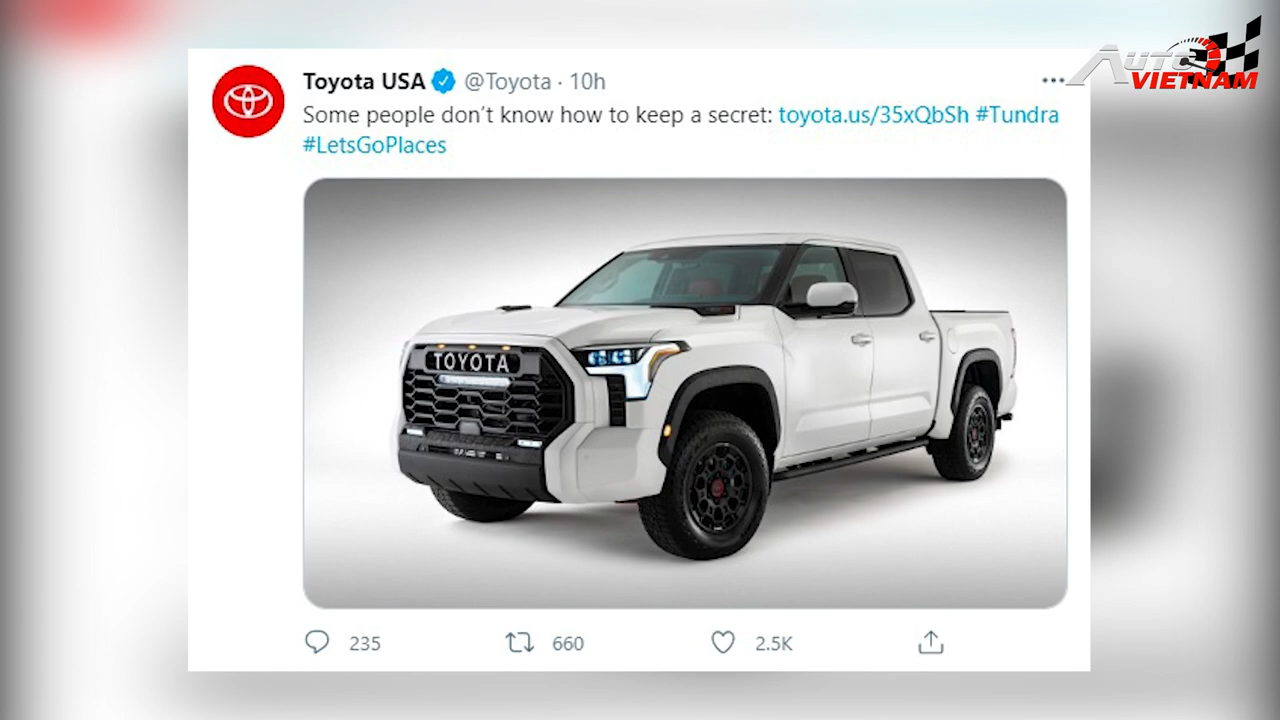 AUTO
VIETNAM
Toyota USA @Toyota · 10h
Some people don't know how to keep a secret: toyota.us/35xQbSh #Tundra
#LetsGoPlaces
TOYOTA
235 660 2.5K